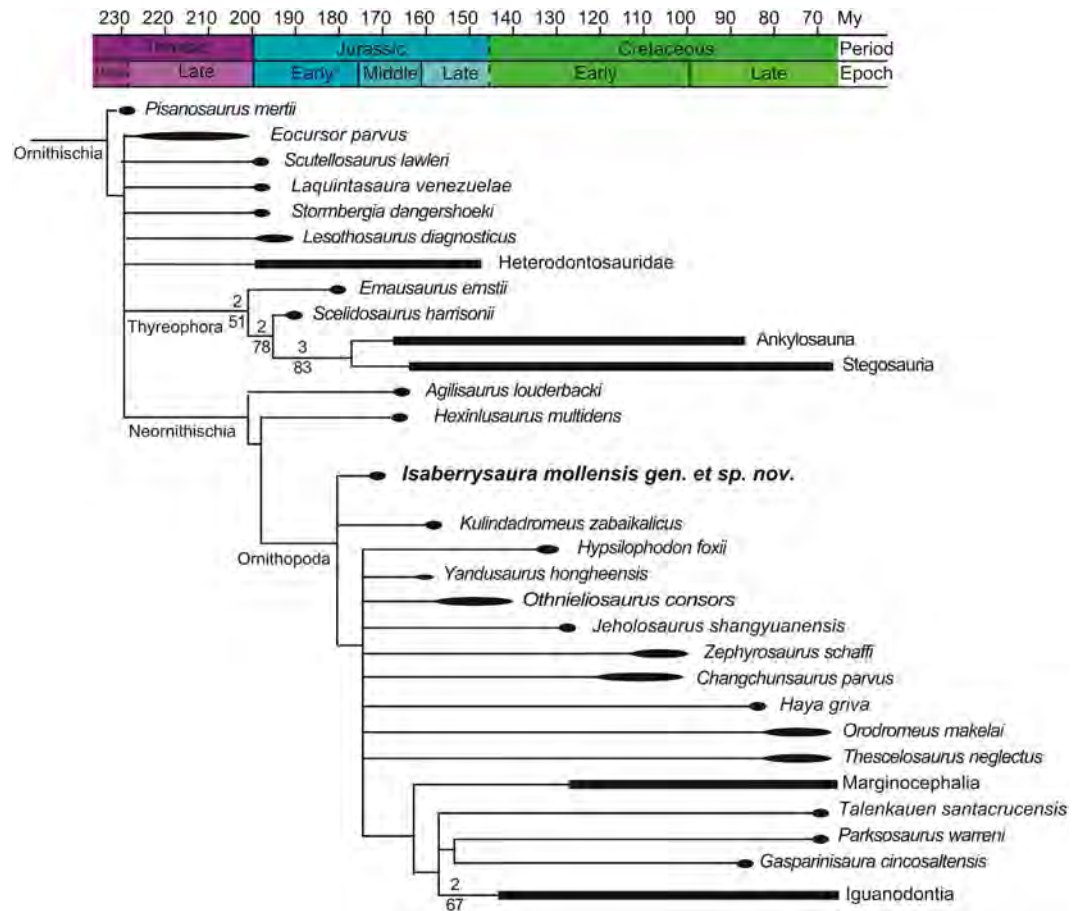 230 220 210 200 190 180 170 160 150 140 130 120 110 100 90 80 70 My
Triassic Jurassic Cretaceous Period
Late Early Middle Late Early Late Epoch
Pisanosaurus mertii
Eocursor parvus
Ornithischia
Scutellosaurus lawleri
Laquintasaura venezuelae
Stormbergia dangershoeki
Lesothosaurus diagnosticus
Heterodontosauridae
Emausaurus ernstii
2
Scelidosaurus harrisonii
Thyreophora 51 2
78 3 Ankylosauria
83
Stegosauria
Agilisaurus louderbacki
Hexinlusaurus multidens
Neornithischia
Isaberrysaura mollensis gen. et sp. nov.
Kulindadromeus zabaikalicus
Hypsilophodon foxii
Ornithopoda
Yandusaurus hongheensis
Othnieliosaurus consors
Jeholosaurus shangyuanensis
Zephyrosaurus schaffi
Changchunsaurus parvus
Haya griva
Orodromeus makelai
Thescelosaurus neglectus
Marginocephalia
Talenkauen santacrucensis
Parksosaurus warreni
Gasparinisaura cincosaltensis
2
Iguanodontia
67